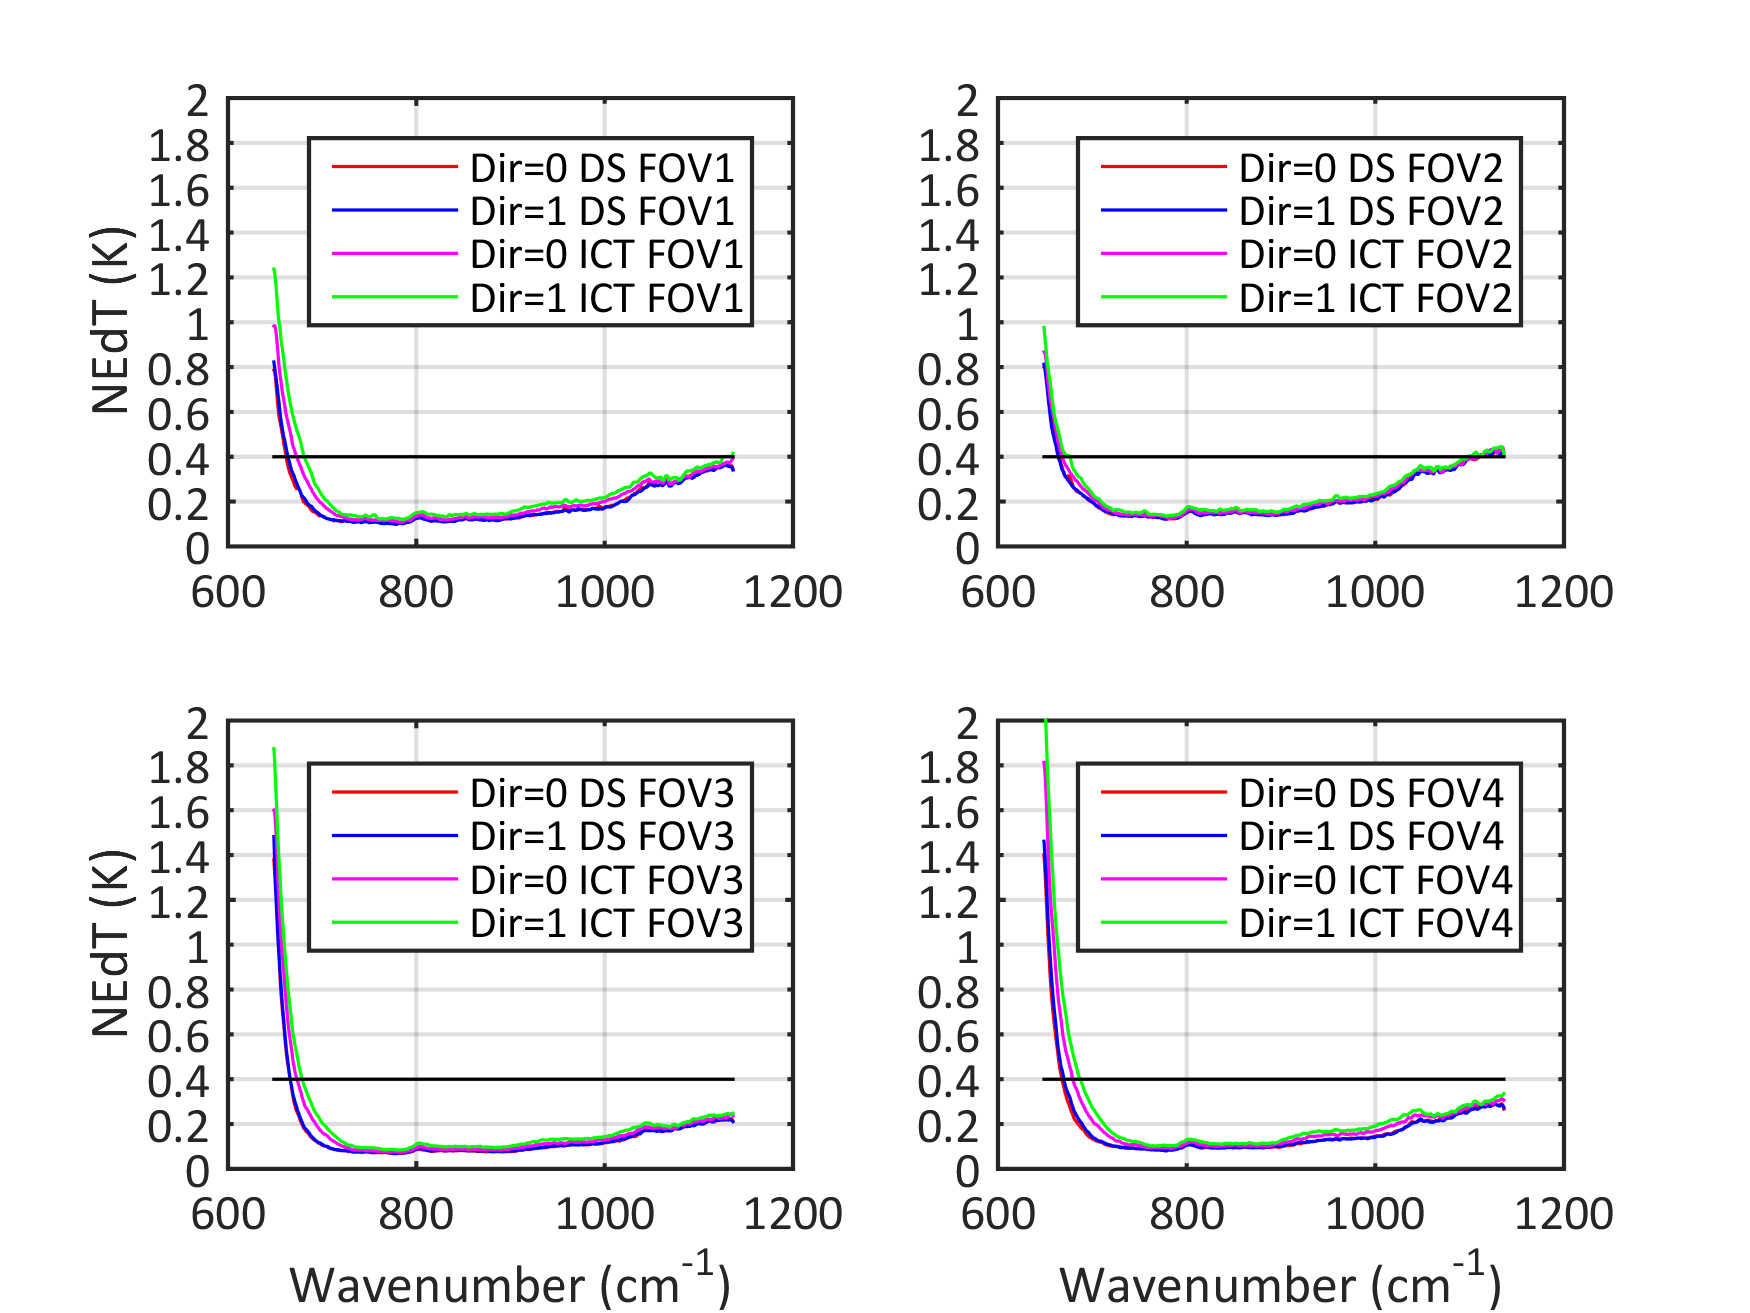 2
1.8
1.6
1.4
1.2
1
0.8
0.6
0.4
0.2
0
NEdT (K)
600 800 1000 1200
Dir=0 DS FOV1
Dir=1 DS FOV1
Dir=0 ICT FOV1
Dir=1 ICT FOV1
2
1.8
1.6
1.4
1.2
1
0.8
0.6
0.4
0.2
0
600 800 1000 1200
Dir=0 DS FOV2
Dir=1 DS FOV2
Dir=0 ICT FOV2
Dir=1 ICT FOV2
2
1.8
1.6
1.4
1.2
1
0.8
0.6
0.4
0.2
0
NEdT (K)
600 800 1000 1200
Wavenumber (cm⁻¹)
Dir=0 DS FOV3
Dir=1 DS FOV3
Dir=0 ICT FOV3
Dir=1 ICT FOV3
2
1.8
1.6
1.4
1.2
1
0.8
0.6
0.4
0.2
0
600 800 1000 1200
Wavenumber (cm⁻¹)
Dir=0 DS FOV4
Dir=1 DS FOV4
Dir=0 ICT FOV4
Dir=1 ICT FOV4